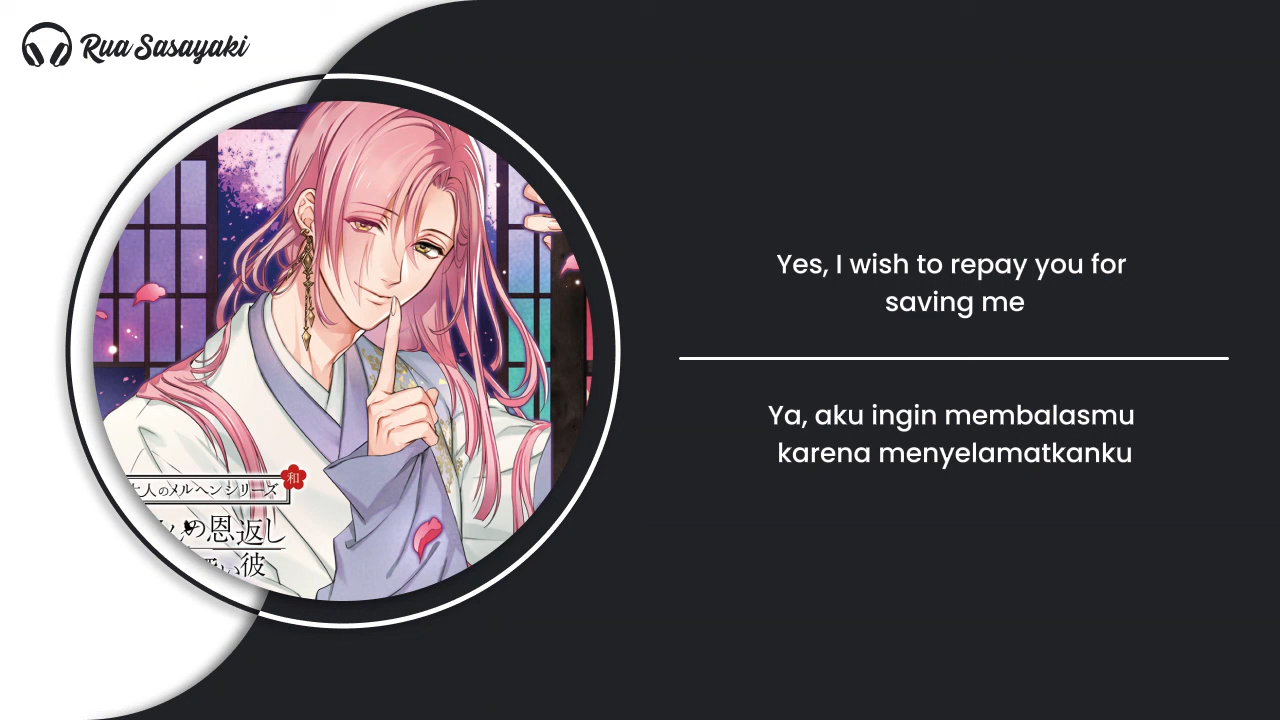 Rua Sasayaki
Yes, I wish to repay you for
saving me
Ya, aku ingin membalasmu
karena menyelamatkanku
和
人のメルヘンシリーズ
の恩返し
い彼